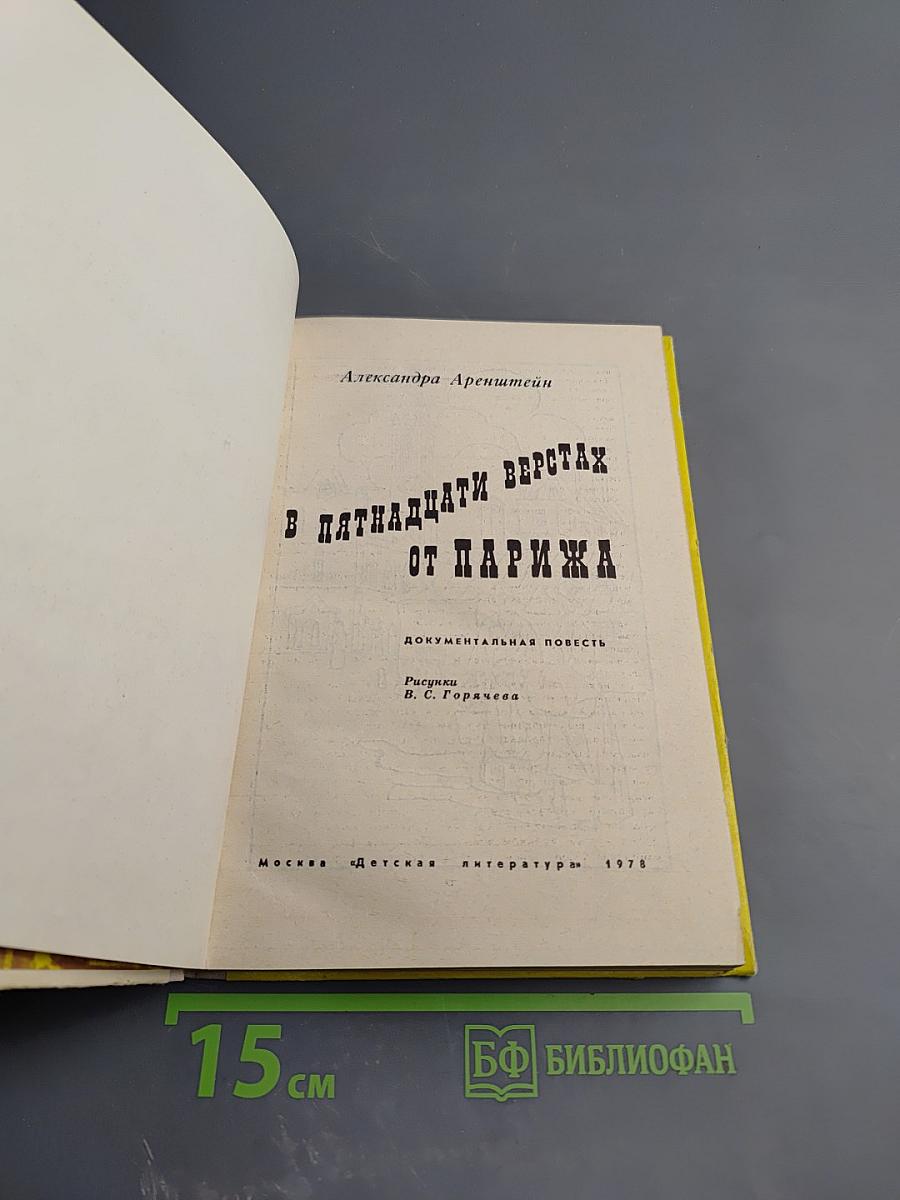 Александра Аренштейн
В ПЯТНАДЦАТИ ВЕРСТАХ
ОТ ПАРИЖА
ДОКУМЕНТАЛЬНАЯ ПОВЕСТЬ
Рисунки
В. С. Горячева
Москва «Детская литература» 1978
15 см
БФ БИБЛИОФАН